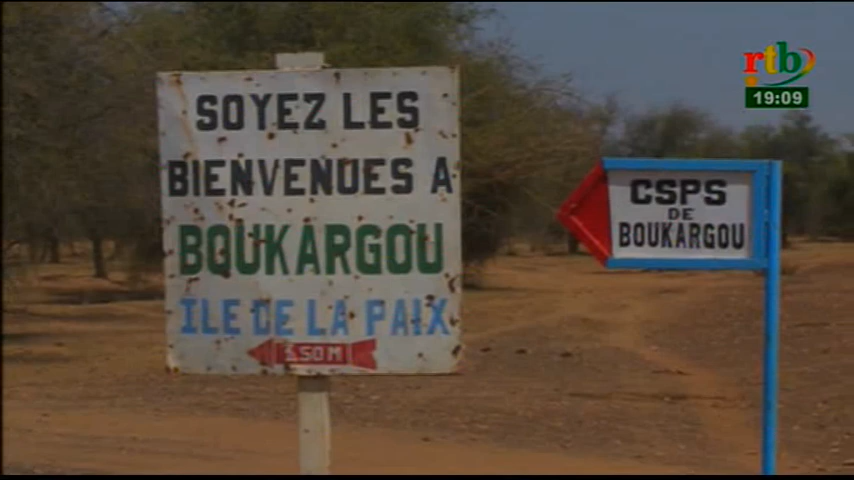 SOYEZ LES
BIENVENUES A
BOUKARGOU
ILE DE LA PAIX
150 M
CSPS
DE
BOUKARGOU
rtb
19:09